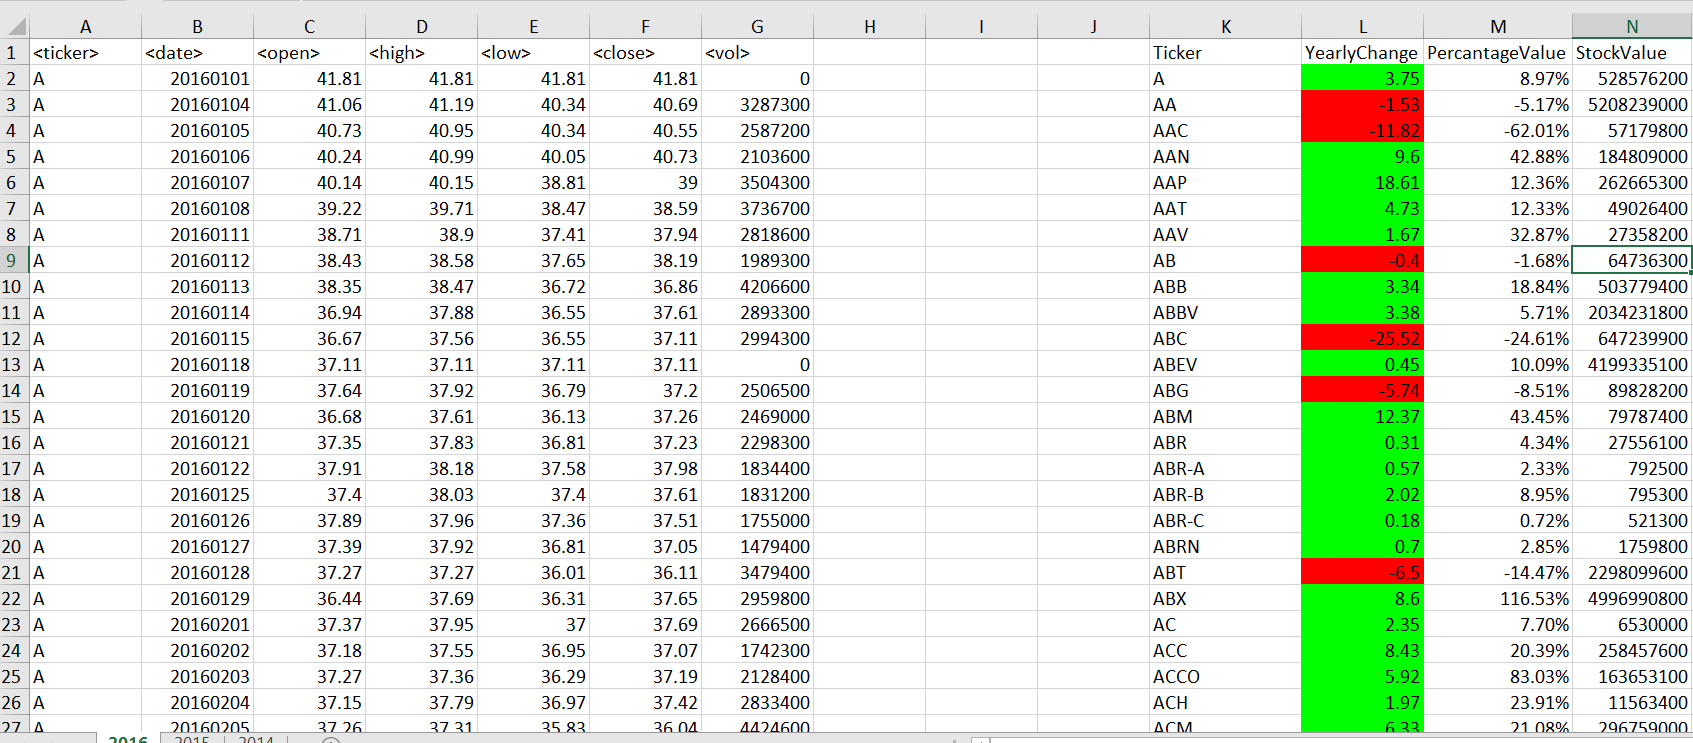 A B C D E F G H I J K L M N
1 <ticker> <date> <open> <high> <low> <close> <vol> Ticker YearlyChange PercantageValue StockValue
2 A 20160101 41.81 41.81 41.81 41.81 0 A 3.75 8.97% 528576200
3 A 20160104 41.06 41.19 40.34 40.69 3287300 AA -1.53 -5.17% 5208239000
4 A 20160105 40.73 40.95 40.34 40.55 2587200 AAC -11.82 -62.01% 57179800
5 A 20160106 40.24 40.99 40.05 40.73 2103600 AAN 9.6 42.88% 184809000
6 A 20160107 40.14 40.15 38.81 39 3504300 AAP 18.61 12.36% 262665300
7 A 20160108 39.22 39.71 38.47 38.59 3736700 AAT 4.73 12.33% 49026400
8 A 20160111 38.71 38.9 37.41 37.94 2818600 AAV 1.67 32.87% 27358200
9 A 20160112 38.43 38.58 37.65 38.19 1989300 AB -0.4 -1.68% 64736300
10 A 20160113 38.35 38.47 36.72 36.86 4206600 ABB 3.34 18.84% 503779400
11 A 20160114 36.94 37.88 36.55 37.61 2893300 ABBV 3.38 5.71% 2034231800
12 A 20160115 36.67 37.56 36.55 37.11 2994300 ABC -25.52 -24.61% 647239900
13 A 20160118 37.11 37.11 37.11 37.11 0 ABEV 0.45 10.09% 4199335100
14 A 20160119 37.64 37.92 36.79 37.2 2506500 ABG -5.74 -8.51% 89828200
15 A 20160120 36.68 37.61 36.13 37.26 2469000 ABM 12.37 43.45% 79787400
16 A 20160121 37.35 37.83 36.81 37.23 2298300 ABR 0.31 4.34% 27556100
17 A 20160122 37.91 38.18 37.58 37.98 1834400 ABR-A 0.57 2.33% 792500
18 A 20160125 37.4 38.03 37.4 37.61 1831200 ABR-B 2.02 8.95% 795300
19 A 20160126 37.89 37.96 37.36 37.51 1755000 ABR-C 0.18 0.72% 521300
20 A 20160127 37.39 37.92 36.81 37.05 1479400 ABRN 0.7 2.85% 1759800
21 A 20160128 37.27 37.27 36.01 36.11 3479400 ABT -6.5 -14.47% 2298099600
22 A 20160129 36.44 37.69 36.31 37.65 2959800 ABX 8.6 116.53% 4996990800
23 A 20160201 37.37 37.95 37 37.69 2666500 AC 2.35 7.70% 6530000
24 A 20160202 37.18 37.55 36.95 37.07 1742300 ACC 8.43 20.39% 258457600
25 A 20160203 37.27 37.36 36.29 37.19 2128400 ACCO 5.92 83.03% 163653100
26 A 20160204 37.15 37.79 36.97 37.42 2833400 ACH 1.97 23.91% 11563400
27 A 20160205 37.26 37.31 35.83 36.04 4424600 ACM 6.33 21.08% 296759000
2016 2015 2014